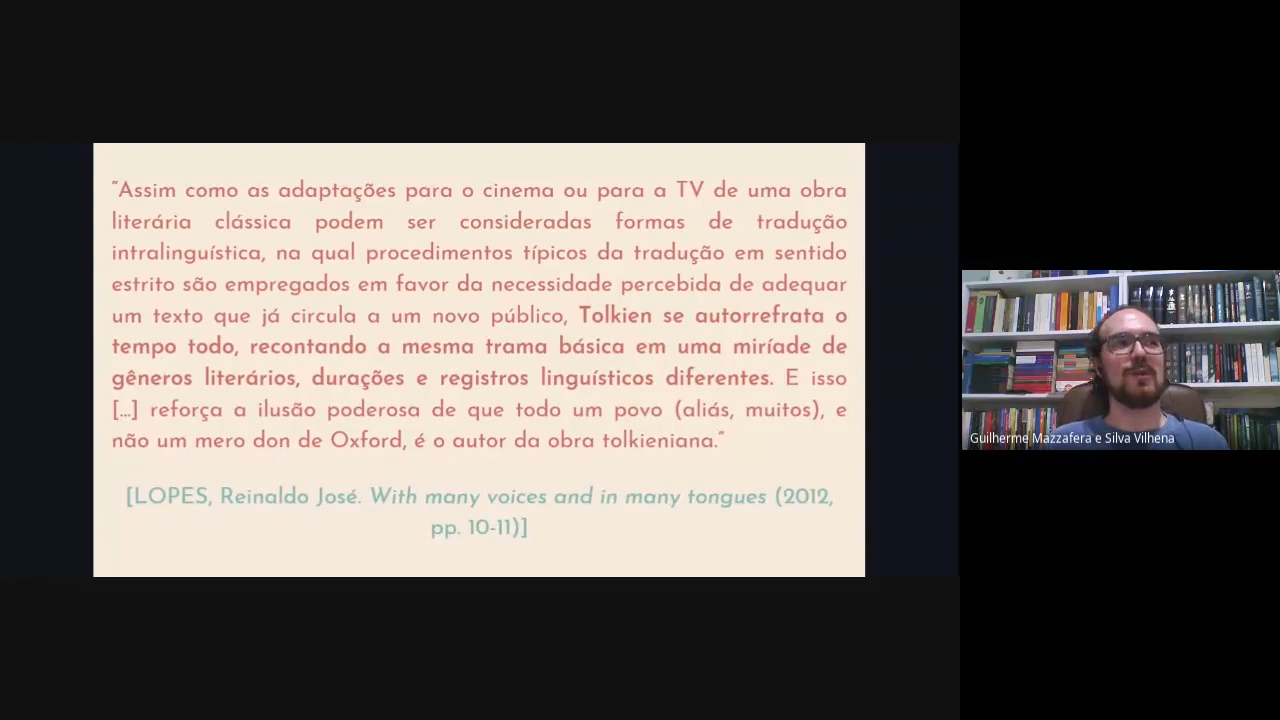 “Assim como as adaptações para o cinema ou para a TV de uma obra
literária clássica podem ser consideradas formas de tradução
intralinguística, na qual procedimentos típicos da tradução em sentido
estrito são empregados em favor da necessidade percebida de adequar
um texto que já circula a um novo público, Tolkien se autorrefrata o
tempo todo, recontando a mesma trama básica em uma miríade de
gêneros literários, durações e registros linguísticos diferentes. E isso
[...] reforça a ilusão poderosa de que todo um povo (aliás, muitos), e
não um mero don de Oxford, é o autor da obra tolkieniana.”
[LOPES, Reinaldo José. With many voices and in many tongues (2012,
pp. 10-11)]
Guilherme Mazzafera e Silva Vilhena